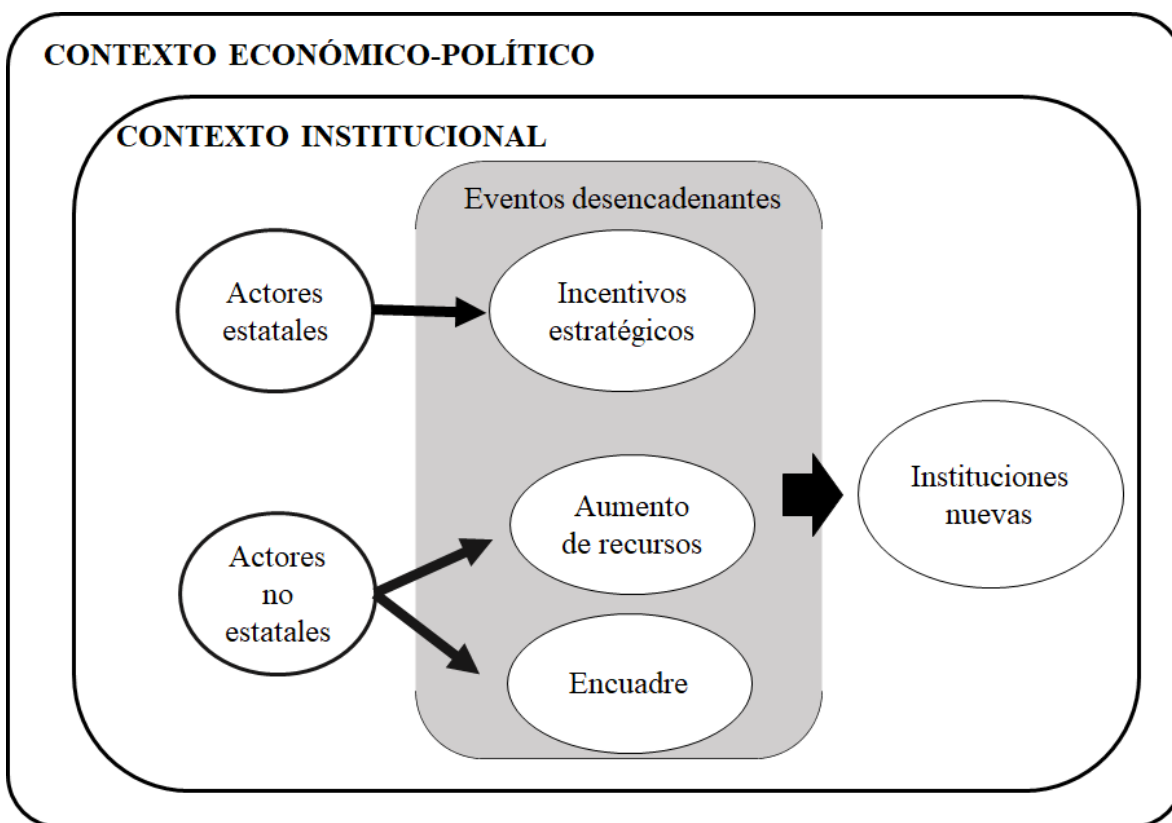 CONTEXTO ECONÓMICO-POLÍTICO
CONTEXTO INSTITUCIONAL
Eventos desencadenantes
Actores
estatales
Incentivos
estratégicos
Actores
no
estatales
Aumento
de recursos
Encuadre
Instituciones
nuevas